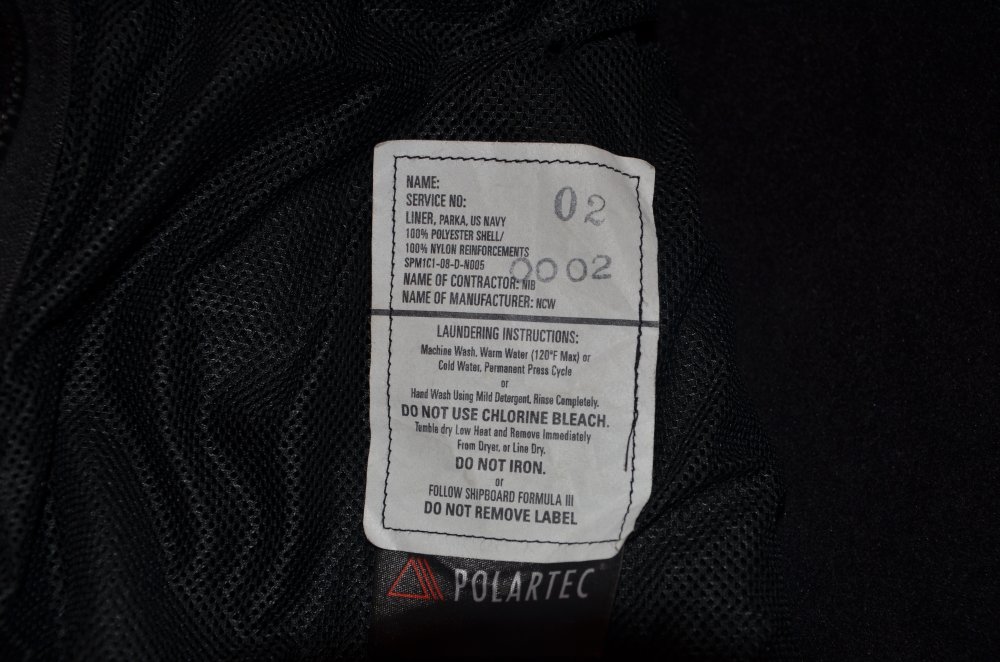 NAME:
SERVICE NO:
02
LINER, PARKA, US NAVY
100% POLYESTER SHELL/
100% NYLON REINFORCEMENTS
SPM1C1-08-D-N005
0002
NAME OF CONTRACTOR: NIB
NAME OF MANUFACTURER: NCW
LAUNDERING INSTRUCTIONS:
Machine Wash. Warm Water (120°F Max) or
Cold Water, Permanent Press Cycle
or
Hand Wash Using Mild Detergent. Rinse Completely.
DO NOT USE CHLORINE BLEACH.
Tumble dry Low Heat and Remove Immediately
From Dryer, or Line Dry.
DO NOT IRON.
or
FOLLOW SHIPBOARD FORMULA III
DO NOT REMOVE LABEL
POLARTEC®